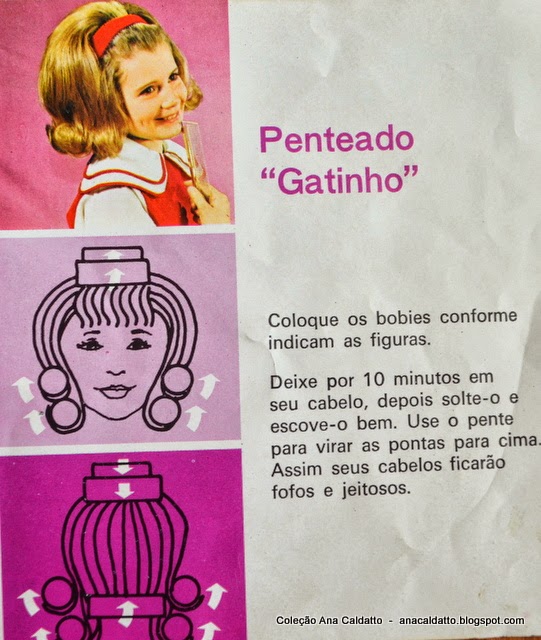 Penteado
“Gatinho”
Coloque os bobies conforme
indicam as figuras.
Deixe por 10 minutos em
seu cabelo, depois solte-o e
escove-o bem. Use o pente
para virar as pontas para cima.
Assim seus cabelos ficarão
fofos e jeitosos.
Coleção Ana Caldatto - anacaldatto.blogspot.com